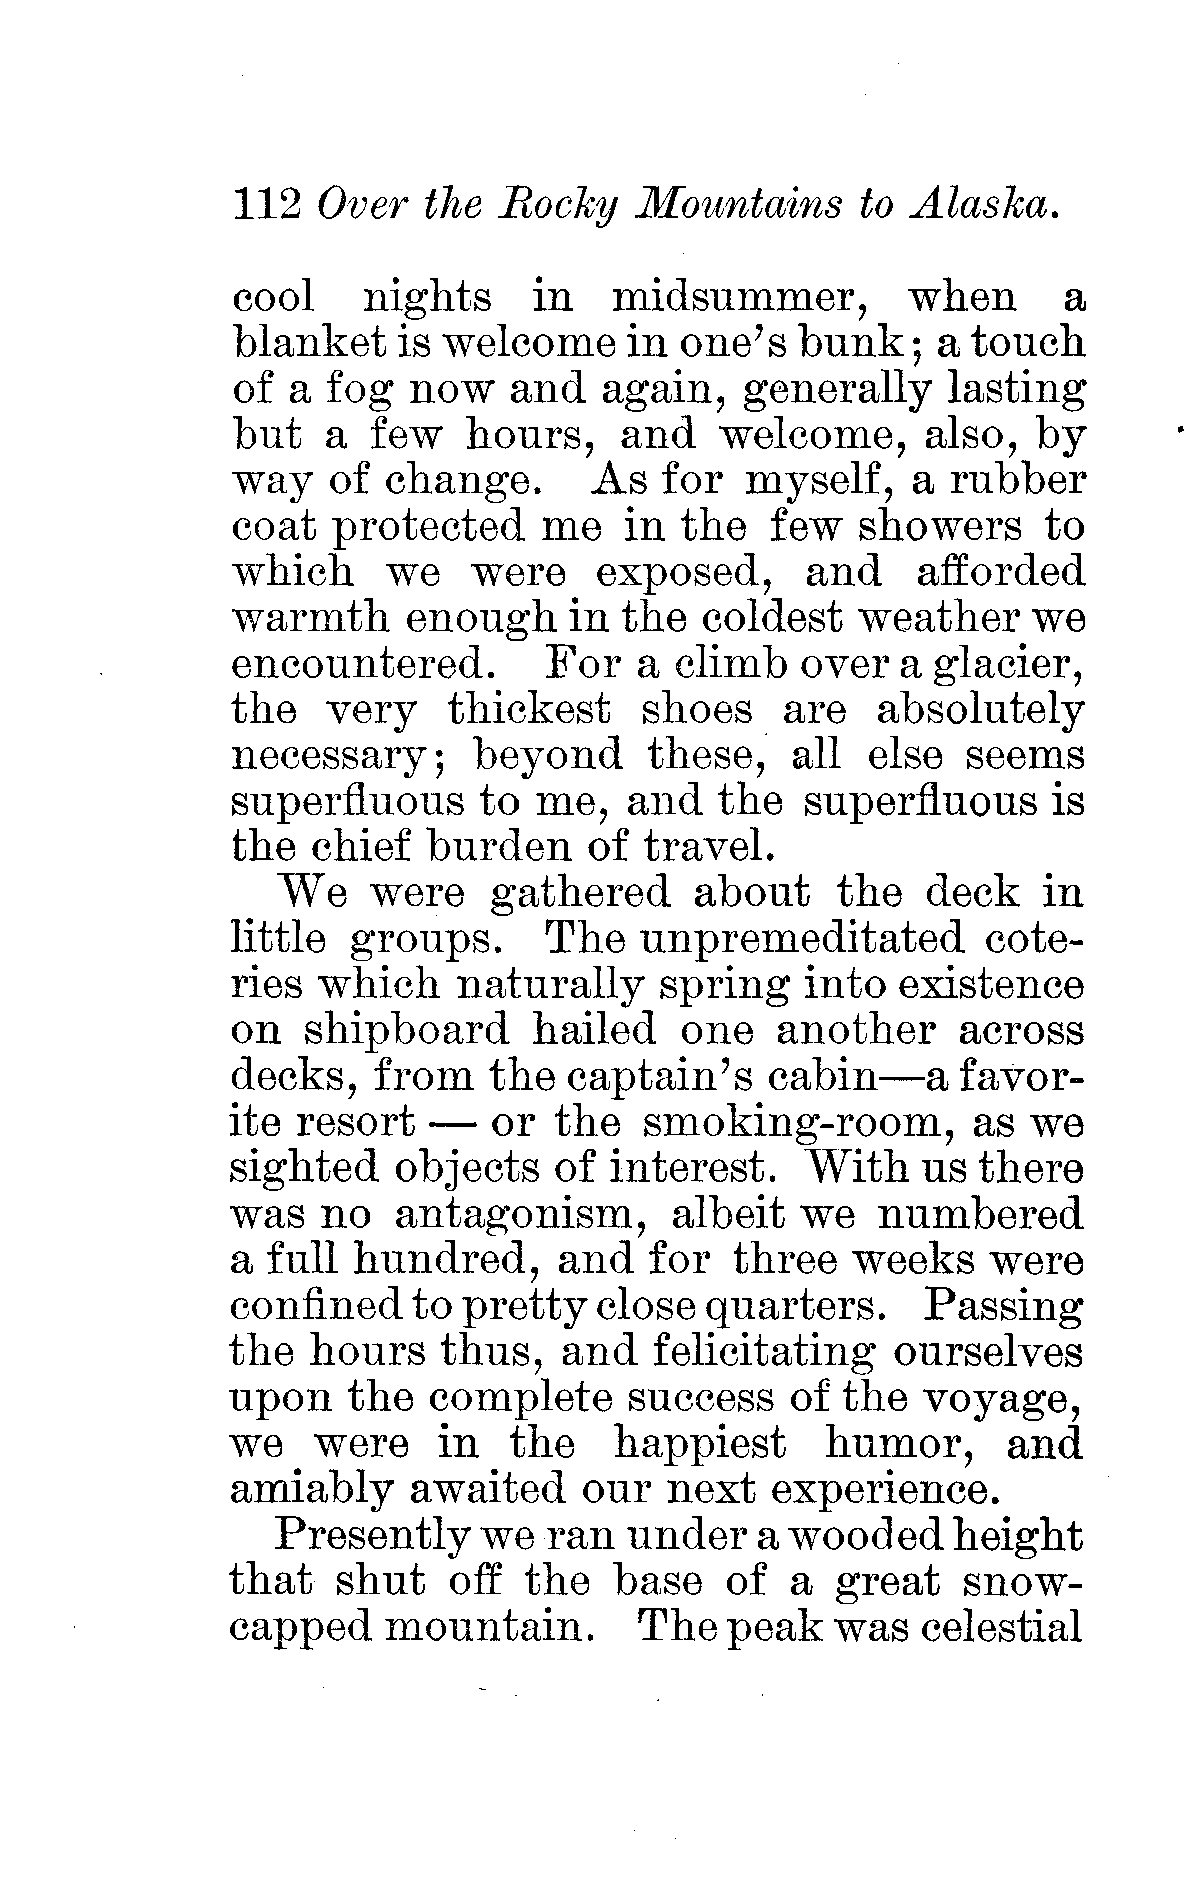 112 Over the Rocky Mountains to Alaska.
cool nights in midsummer, when a
blanket is welcome in one's bunk; a touch
of a fog now and again, generally lasting
but a few hours, and welcome, also, by
way of change. As for myself, a rubber
coat protected me in the few showers to
which we were exposed, and afforded
warmth enough in the coldest weather we
encountered. For a climb over a glacier,
the very thickest shoes are absolutely
necessary; beyond these, all else seems
superfluous to me, and the superfluous is
the chief burden of travel.
We were gathered about the deck in
little groups. The unpremeditated cote-
ries which naturally spring into existence
on shipboard hailed one another across
decks, from the captain's cabin—a favor-
ite resort — or the smoking-room, as we
sighted objects of interest. With us there
was no antagonism, albeit we numbered
a full hundred, and for three weeks were
confined to pretty close quarters. Passing
the hours thus, and felicitating ourselves
upon the complete success of the voyage,
we were in the happiest humor, and
amiably awaited our next experience.
Presently we ran under a wooded height
that shut off the base of a great snow-
capped mountain. The peak was celestial